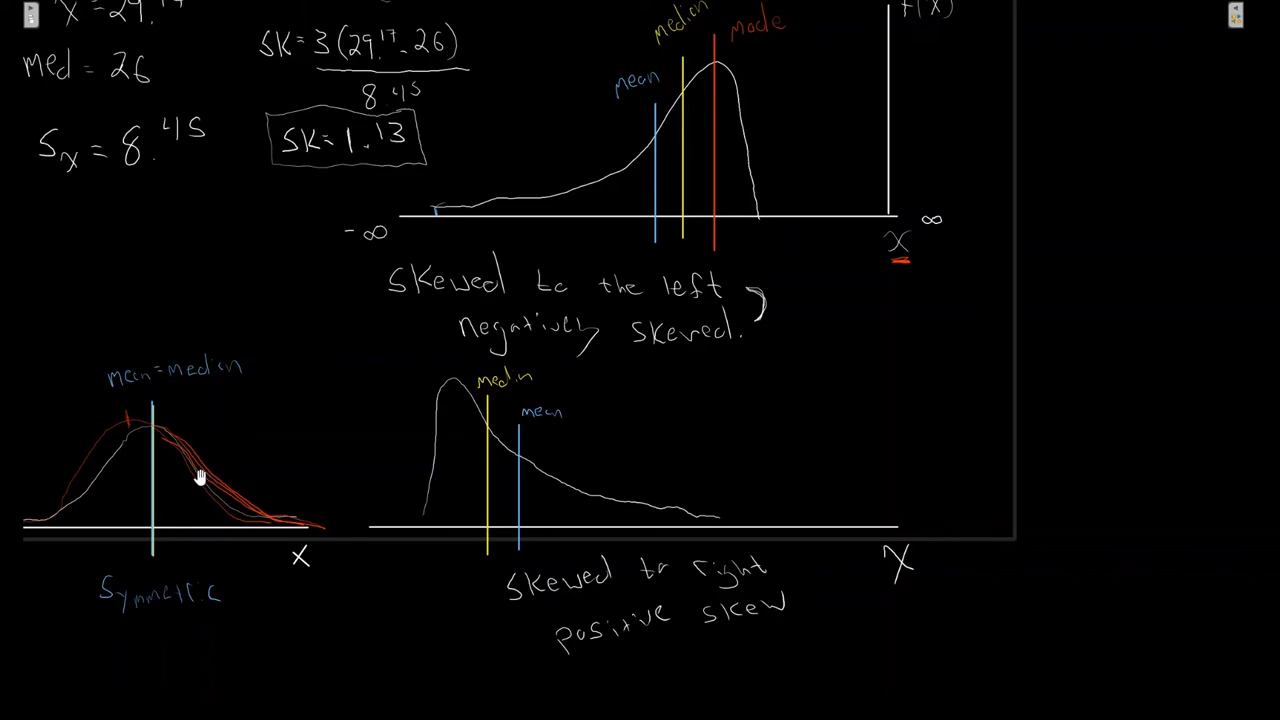 x = 29.17
med = 26
Sx = 8.45
SK = 3(29.17 - 26)
8.45
SK = 1.13
mean
median
mode
f(x)
-∞
∞
x
Skewed to the left
negatively skewed.
mean = median
x
Symmetric
medin
mean
x
Skewed to right
positive skew